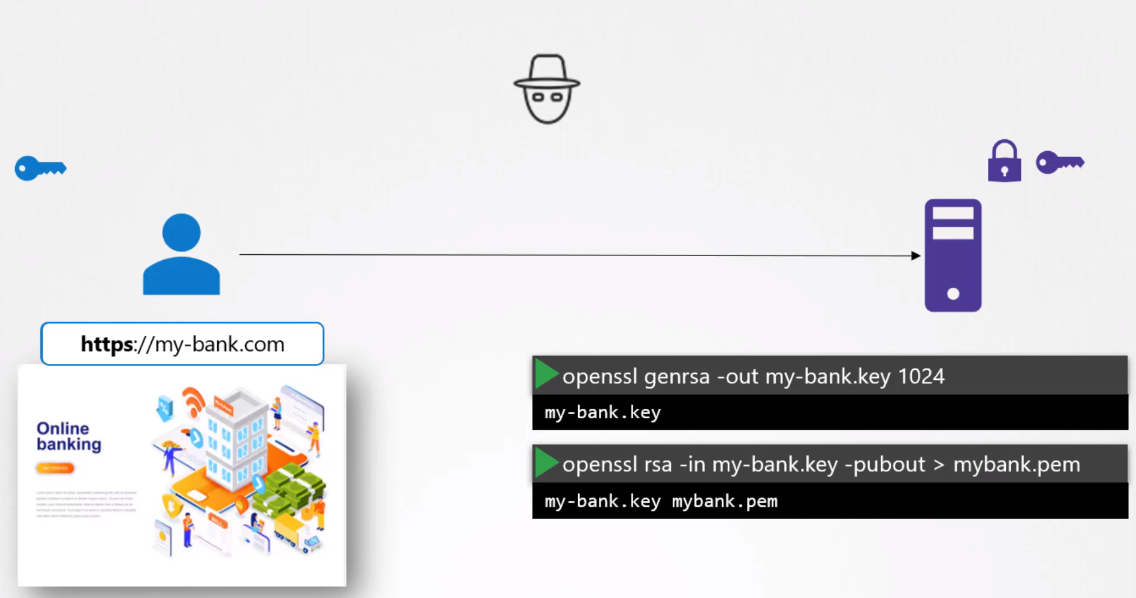 https://my-bank.com
Online
banking
openssl genrsa -out my-bank.key 1024
my-bank.key
openssl rsa -in my-bank.key -pubout > mybank.pem
my-bank.key mybank.pem